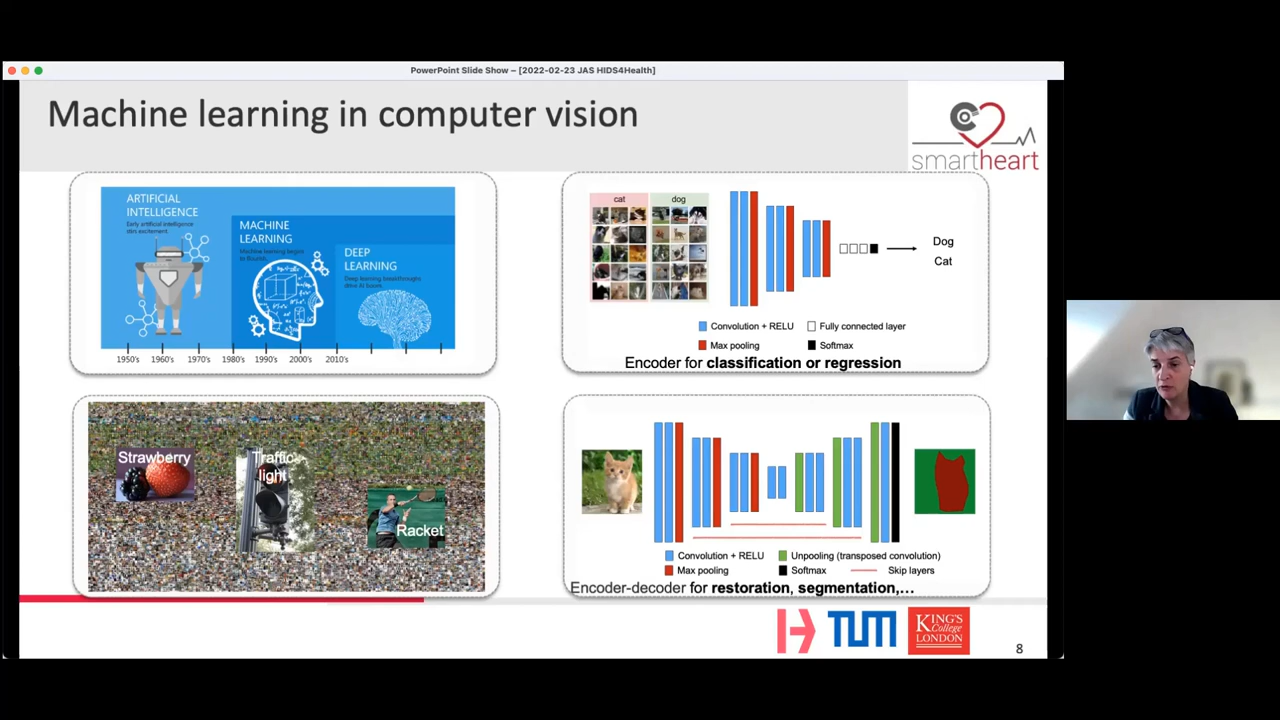 PowerPoint Slide Show – [2022-02-23 JAS HIDS4Health]
Machine learning in computer vision
smartheart
ARTIFICIAL
INTELLIGENCE
Early artificial intelligence
stirs excitement.
MACHINE
LEARNING
Machine learning begins
to flourish.
DEEP
LEARNING
Deep learning breakthroughs
drive AI boom.
1950's 1960's 1970's 1980's 1990's 2000's 2010's
cat dog
Dog
Cat
Convolution + RELU Fully connected layer
Max pooling Softmax
Encoder for classification or regression
Strawberry
Traffic
light
Racket
Convolution + RELU Unpooling (transposed convolution)
Max pooling Softmax Skip layers
Encoder-decoder for restoration, segmentation,...
TUM
KING'S
College
LONDON
8